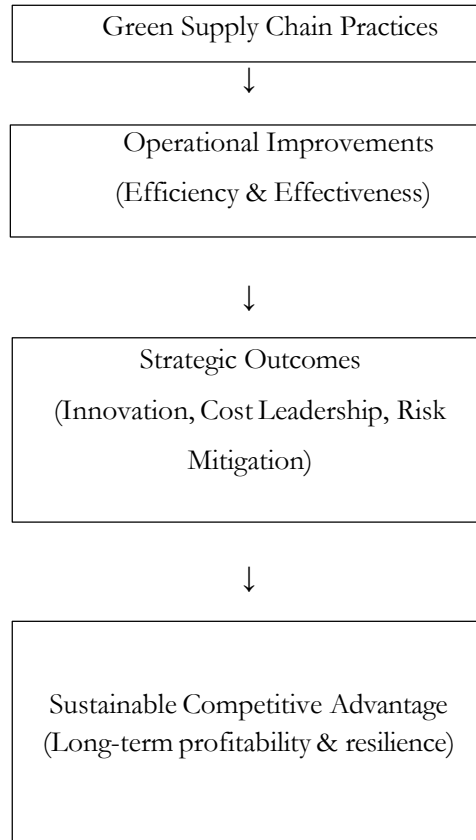 Green Supply Chain Practices
↓
Operational Improvements
(Efficiency & Effectiveness)
↓
Strategic Outcomes
(Innovation, Cost Leadership, Risk
Mitigation)
↓
Sustainable Competitive Advantage
(Long-term profitability & resilience)